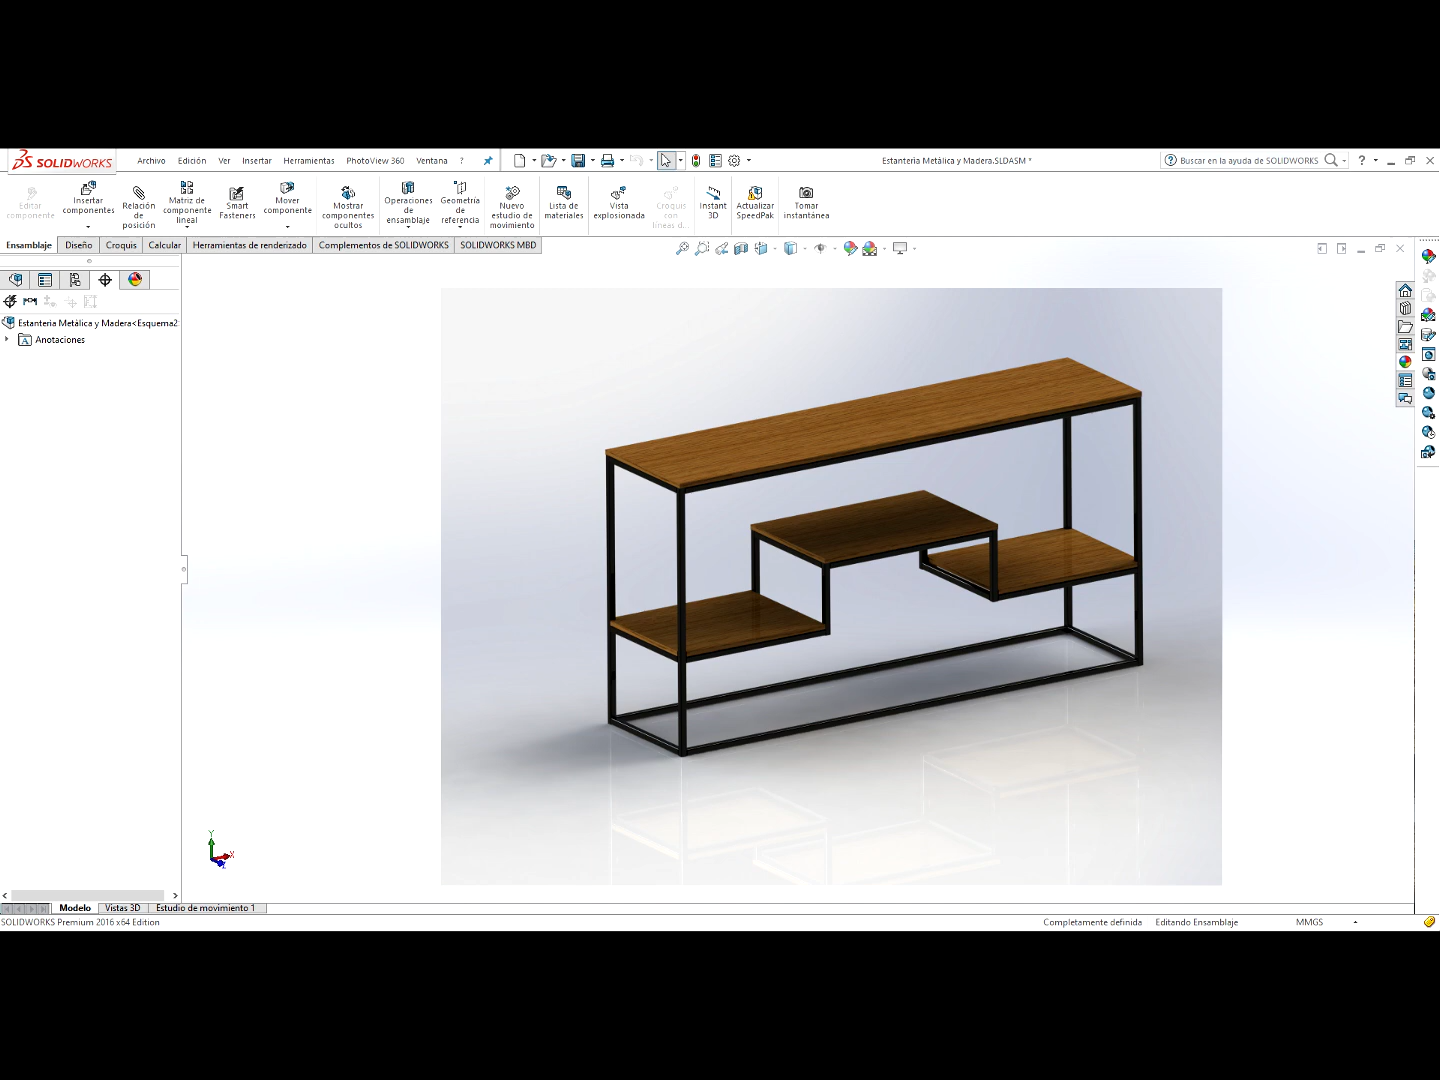 SOLIDWORKS Archivo Edición Ver Insertar Herramientas PhotoView 360 Ventana ? Estanteria Metálica y Madera.SLDASM * Buscar en la ayuda de SOLIDWORKS ?
Editar componente
Insertar componentes
Relación de posición
Matriz de componente lineal
Smart Fasteners
Mover componente
Mostrar componentes ocultos
Operaciones de ensamblaje
Geometría de referencia
Nuevo estudio de movimiento
Lista de materiales
Vista explosionada
Croquis con líneas d...
Instant 3D
Actualizar SpeedPak
Tomar instantánea
Ensamblaje Diseño Croquis Calcular Herramientas de renderizado Complementos de SOLIDWORKS SOLIDWORKS MBD
Estanteria Metálica y Madera<Esquema2
A Anotaciones
Y
X
Z
Modelo Vistas 3D Estudio de movimiento 1
SOLIDWORKS Premium 2016 x64 Edition Completamente definida Editando Ensamblaje MMGS